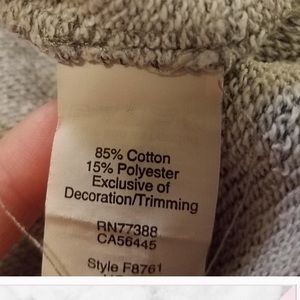 85% Cotton
15% Polyester
Exclusive of
Decoration/Trimming
RN77388
CA56445
Style F8761